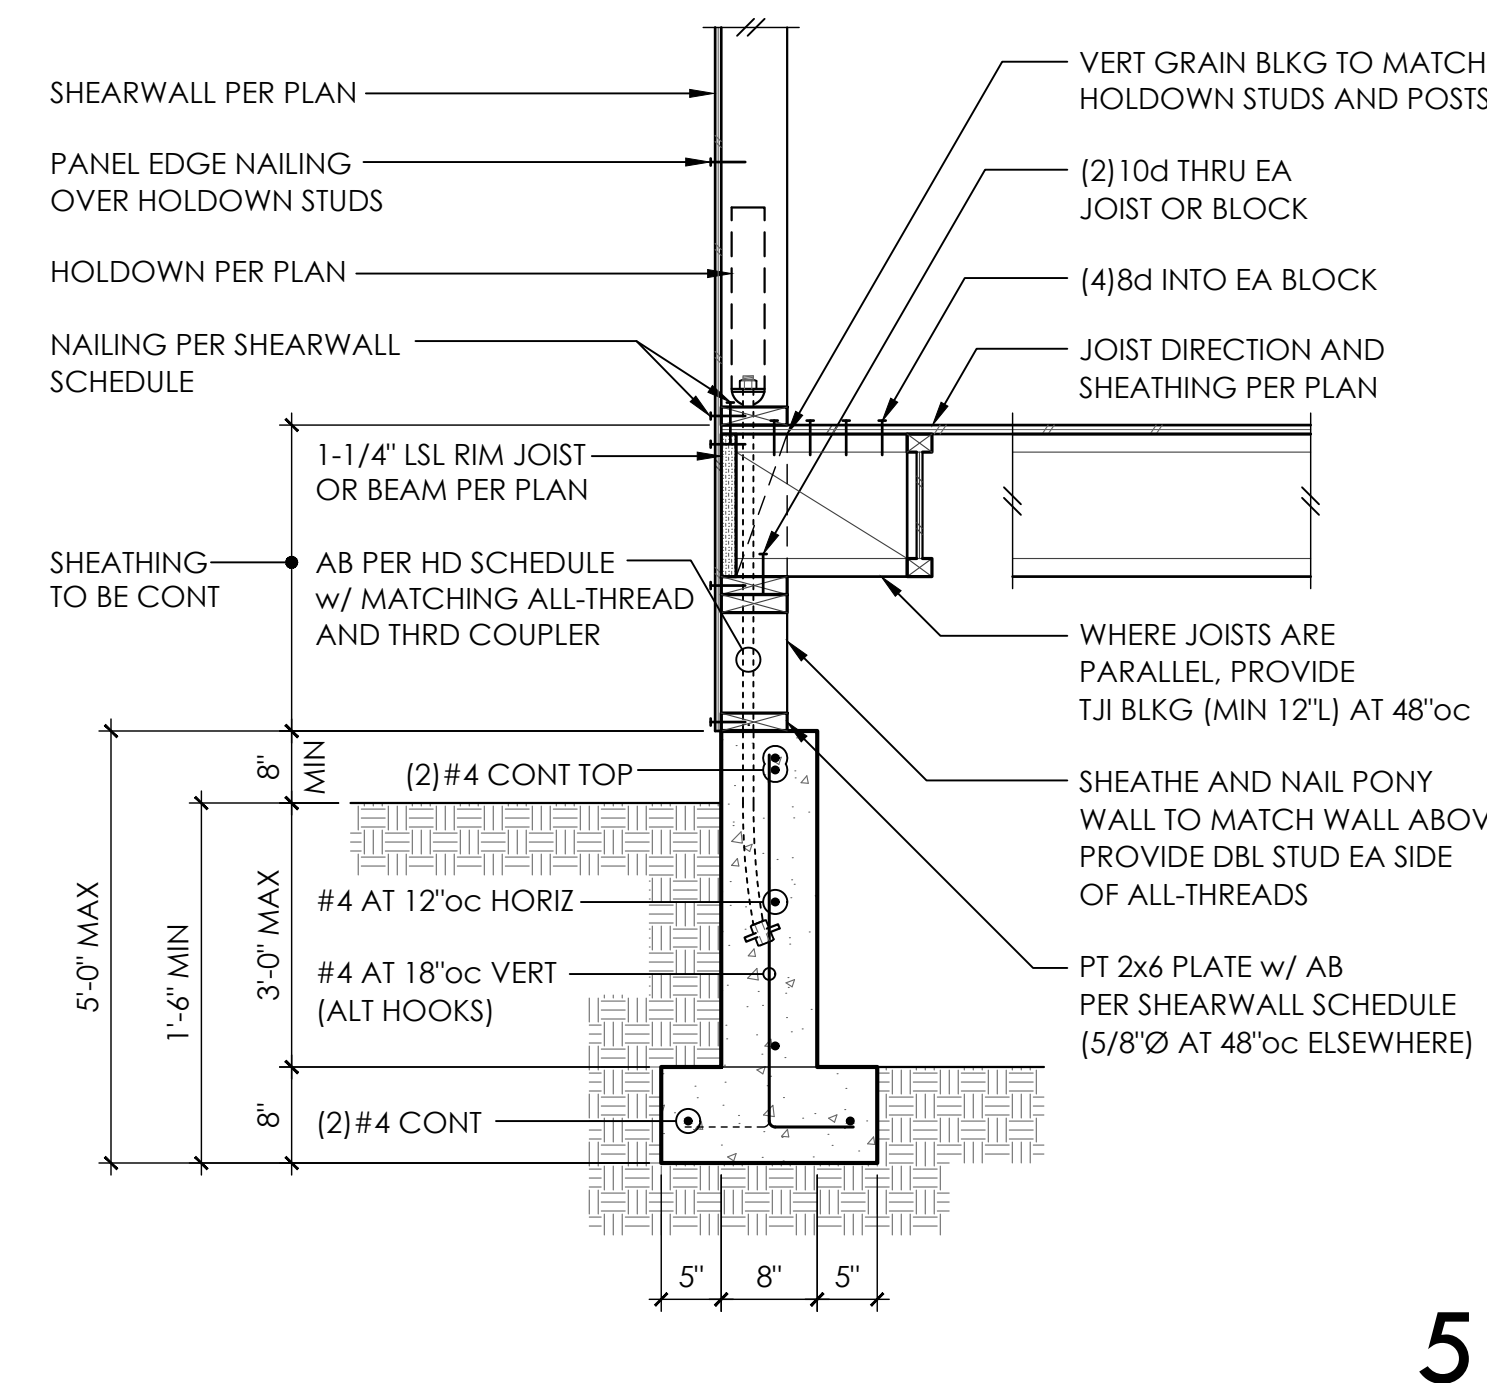 SHEARWALL PER PLAN
PANEL EDGE NAILING
OVER HOLDOWN STUDS
HOLDOWN PER PLAN
NAILING PER SHEARWALL
SCHEDULE
1-1/4" LSL RIM JOIST
OR BEAM PER PLAN
SHEATHING
TO BE CONT
AB PER HD SCHEDULE
w/ MATCHING ALL-THREAD
AND THRD COUPLER
8"
MIN
(2)#4 CONT TOP
5'-0" MAX
1'-6" MIN
3'-0" MAX
#4 AT 12"oc HORIZ
#4 AT 18"oc VERT
(ALT HOOKS)
8"
(2)#4 CONT
5"
8"
5"
VERT GRAIN BLKG TO MATCH
HOLDOWN STUDS AND POSTS
(2)10d THRU EA
JOIST OR BLOCK
(4)8d INTO EA BLOCK
JOIST DIRECTION AND
SHEATHING PER PLAN
WHERE JOISTS ARE
PARALLEL, PROVIDE
TJI BLKG (MIN 12"L) AT 48"oc
SHEATHE AND NAIL PONY
WALL TO MATCH WALL ABOV
PROVIDE DBL STUD EA SIDE
OF ALL-THREADS
PT 2x6 PLATE w/ AB
PER SHEARWALL SCHEDULE
(5/8"Ø AT 48"oc ELSEWHERE)
5